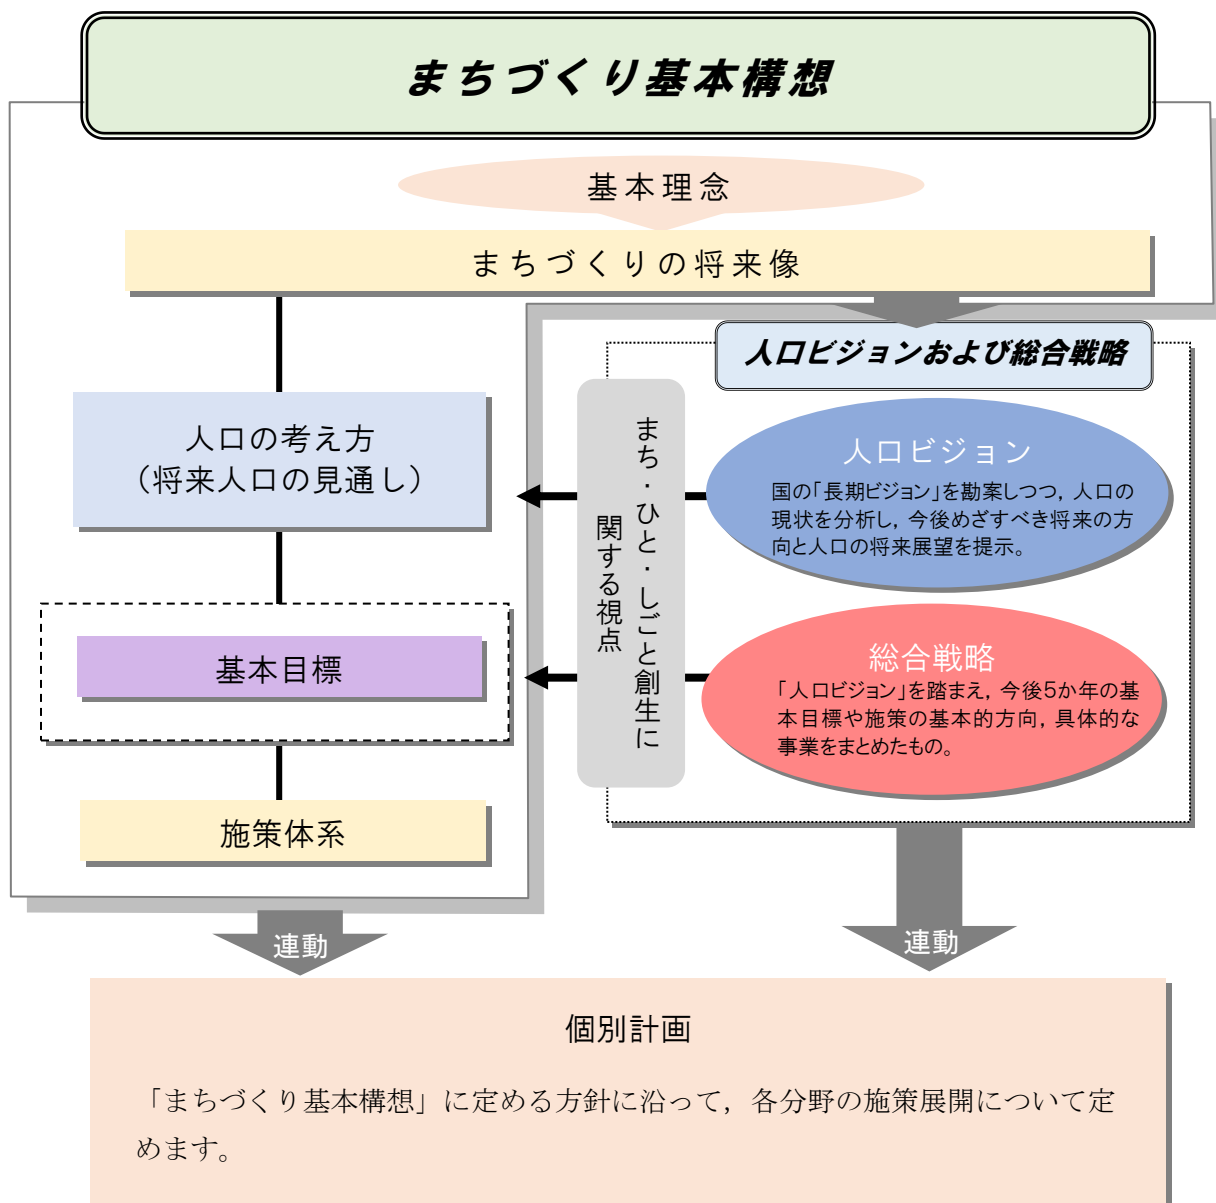 まちづくり基本構想
基本理念
まちづくりの将来像
人口の考え方
（将来人口の見通し）
基本目標
施策体系
人口ビジョンおよび総合戦略
まち・ひと・しごと創生に
関する視点
人口ビジョン
国の「長期ビジョン」を勘案しつつ，人口の
現状を分析し，今後めざすべき将来の方
向と人口の将来展望を提示。
総合戦略
「人口ビジョン」を踏まえ，今後5か年の基
本目標や施策の基本的方向，具体的な
事業をまとめたもの。
連動
連動
個別計画
「まちづくり基本構想」に定める方針に沿って，各分野の施策展開について定
めます。